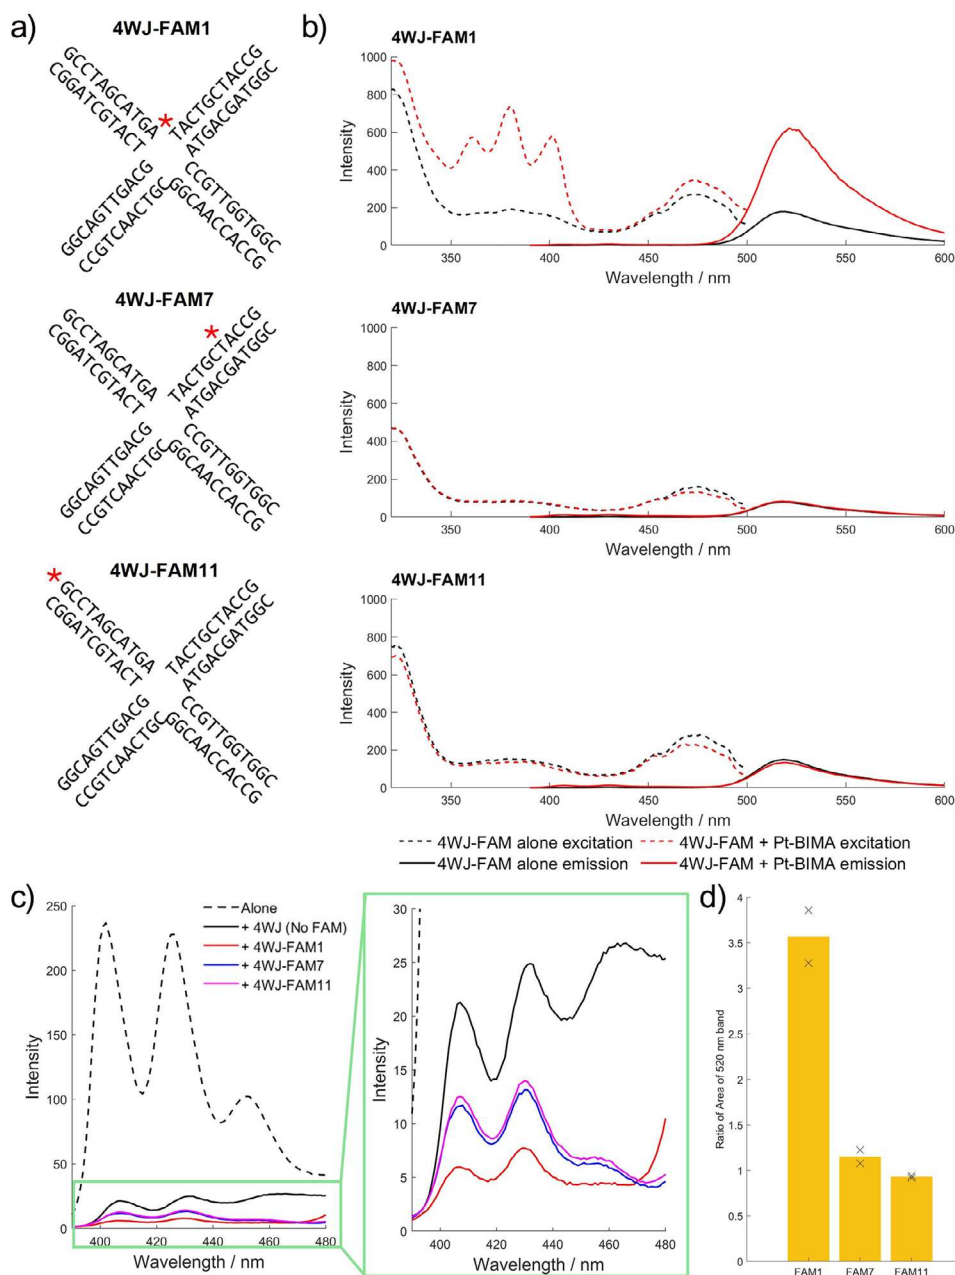 a)
4WJ-FAM1
GCCTAGCATGA
CGGATCGTACT
*
TACTGCTACCG
ATGACGATGGC
GGCAGTTGACG
CCGTCAACTGC
CCGTTGGTGGC
GGCAACCACCG
4WJ-FAM7
GCCTAGCATGA
CGGATCGTACT
*
TACTGCTACCG
ATGACGATGGC
GGCAGTTGACG
CCGTCAACTGC
CCGTTGGTGGC
GGCAACCACCG
4WJ-FAM11
*
GCCTAGCATGA
CGGATCGTACT
TACTGCTACCG
ATGACGATGGC
GGCAGTTGACG
CCGTCAACTGC
CCGTTGGTGGC
GGCAACCACCG
b)
4WJ-FAM1
1000
800
600
400
200
0
Intensity
350 400 450 500 550 600
Wavelength / nm
4WJ-FAM7
1000
800
600
400
200
0
Intensity
350 400 450 500 550 600
Wavelength / nm
4WJ-FAM11
1000
800
600
400
200
0
Intensity
350 400 450 500 550 600
Wavelength / nm
4WJ-FAM alone excitation 4WJ-FAM + Pt-BIMA excitation
4WJ-FAM alone emission 4WJ-FAM + Pt-BIMA emission
c)
250
200
150
100
50
0
Intensity
Alone
+ 4WJ (No FAM)
+ 4WJ-FAM1
+ 4WJ-FAM7
+ 4WJ-FAM11
400 420 440 460 480
Wavelength / nm
30
25
20
15
10
5
0
Intensity
400 420 440 460 480
Wavelength / nm
d)
4
3.5
3
2.5
2
1.5
1
0.5
0
Ratio of Area of 520 nm band
FAM1 FAM7 FAM11